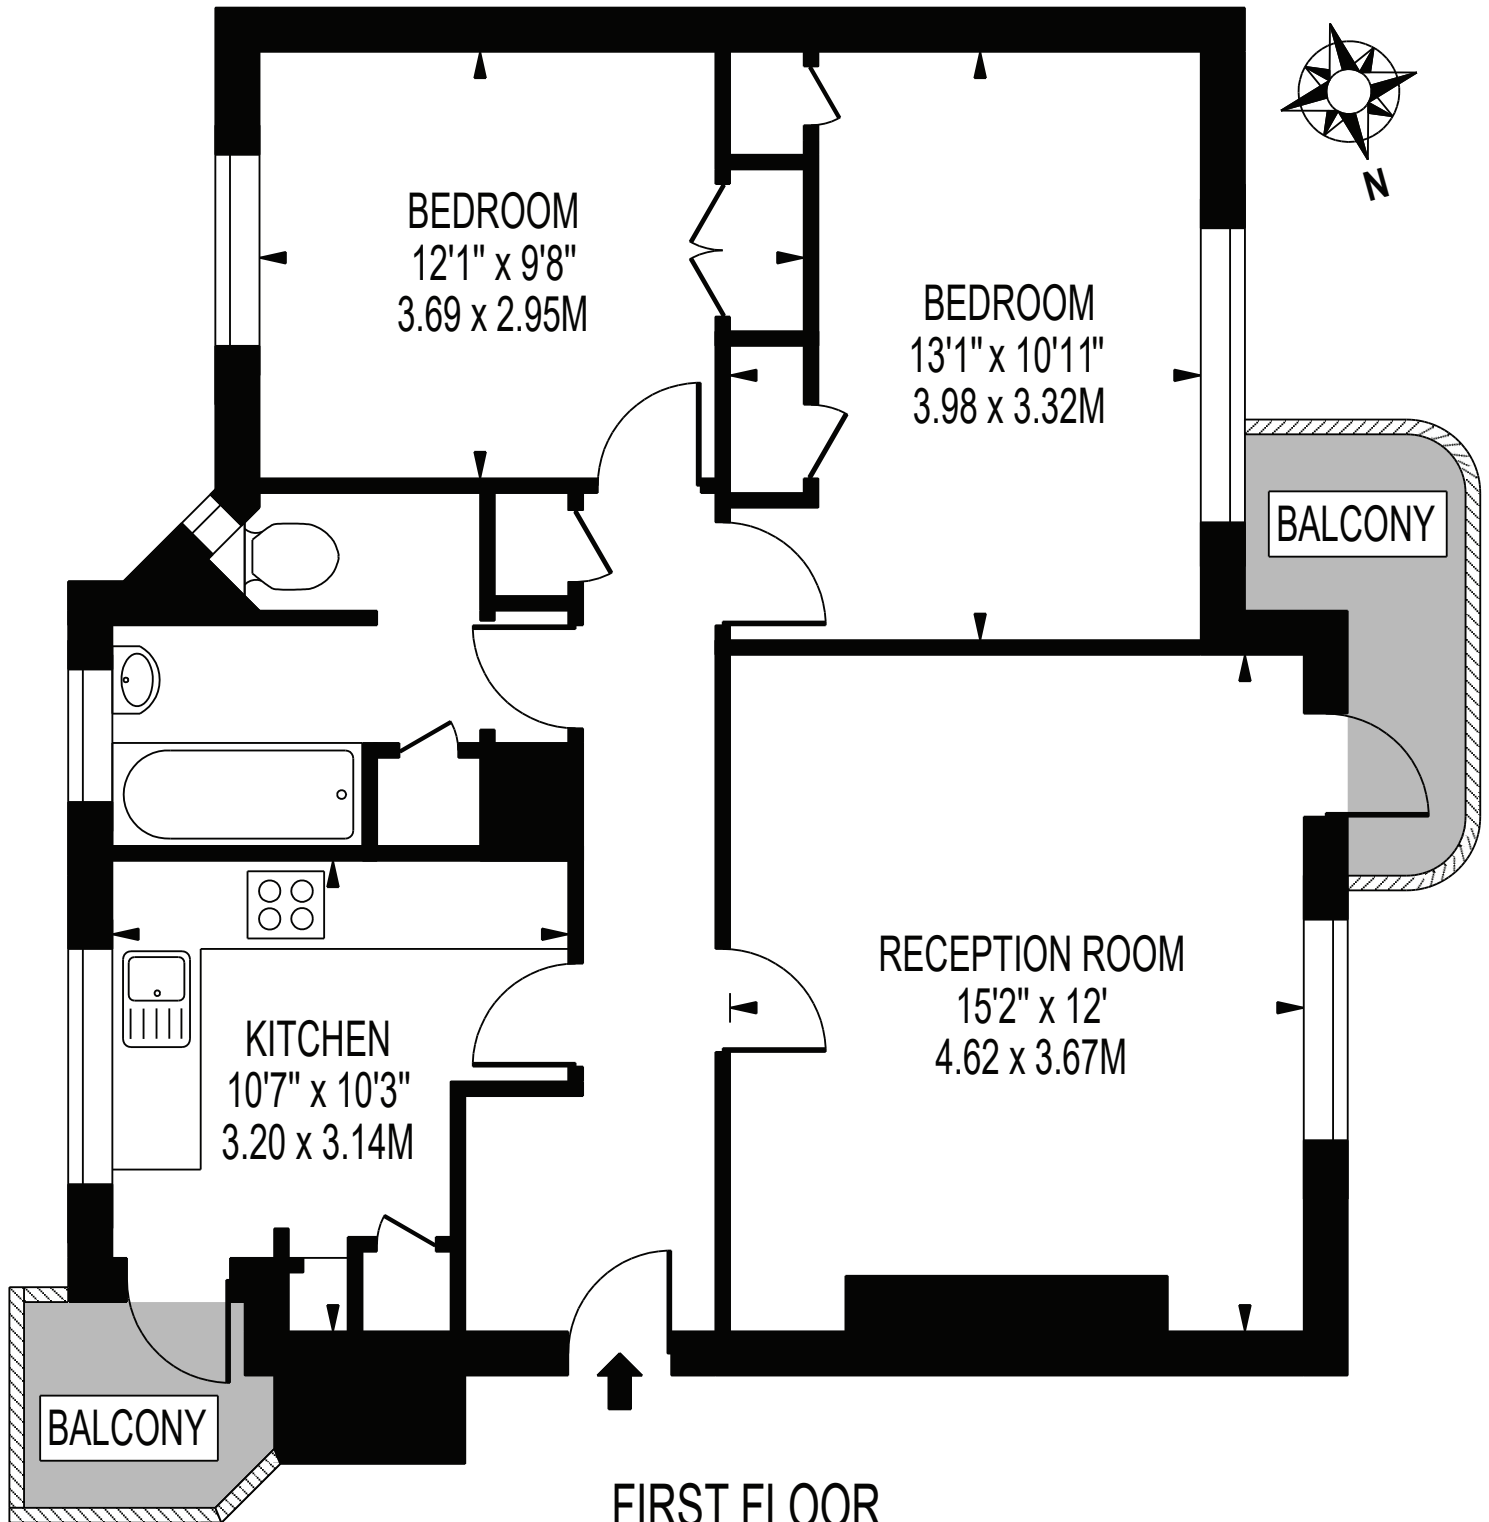 N
BEDROOM
12'1" x 9'8"
3.69 x 2.95M
BEDROOM
13'1" x 10'11"
3.98 x 3.32M
BALCONY
RECEPTION ROOM
15'2" x 12'
4.62 x 3.67M
KITCHEN
10'7" x 10'3"
3.20 x 3.14M
BALCONY
FIRST FLOOR